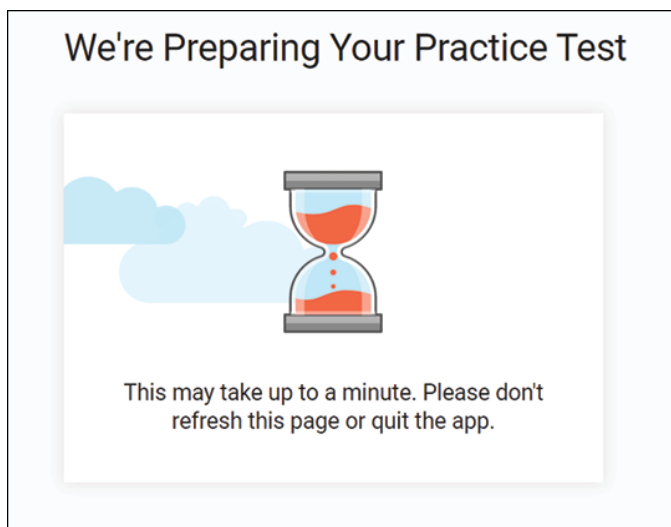 We're Preparing Your Practice Test
This may take up to a minute. Please don't
refresh this page or quit the app.